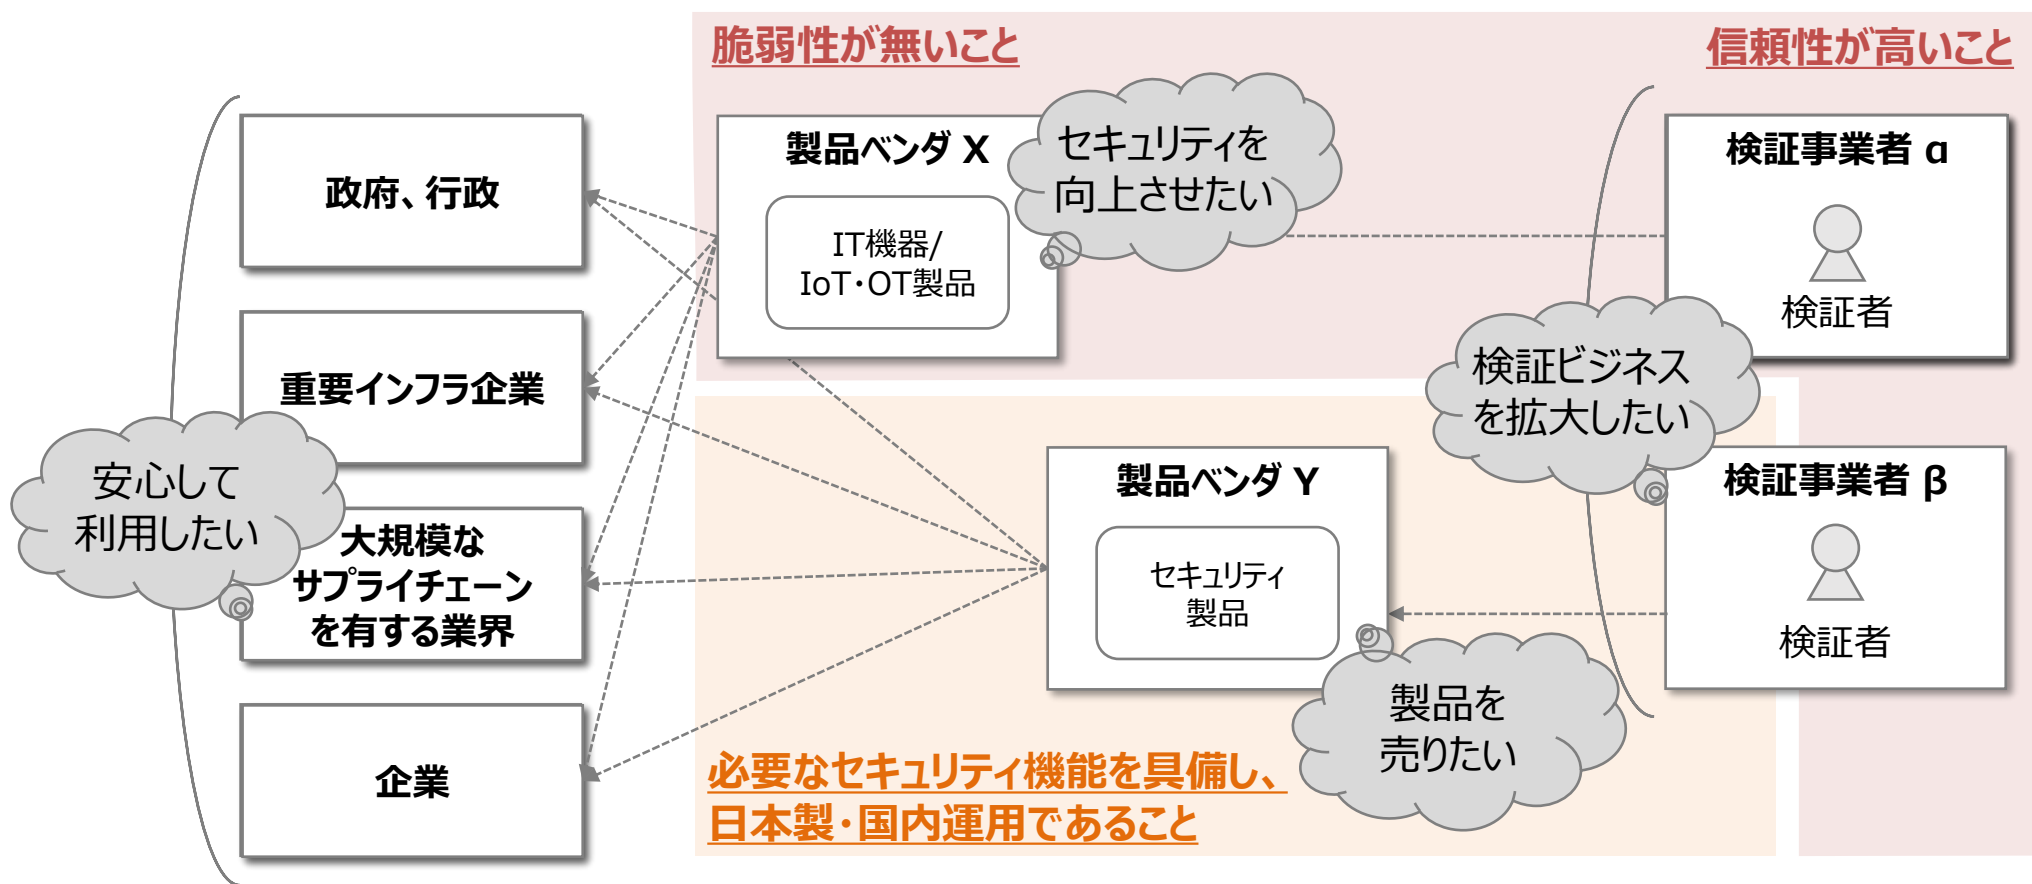 脆弱性が無いこと
信頼性が高いこと
政府、行政
重要インフラ企業
大規模な
サプライチェーン
を有する業界
企業
安心して
利用したい
製品ベンダ X
IT機器/
IoT・OT製品
セキュリティを
向上させたい
製品ベンダ Y
セキュリティ
製品
製品を
売りたい
必要なセキュリティ機能を具備し、
日本製・国内運用であること
検証事業者 α
検証者
検証ビジネス
を拡大したい
検証事業者 β
検証者